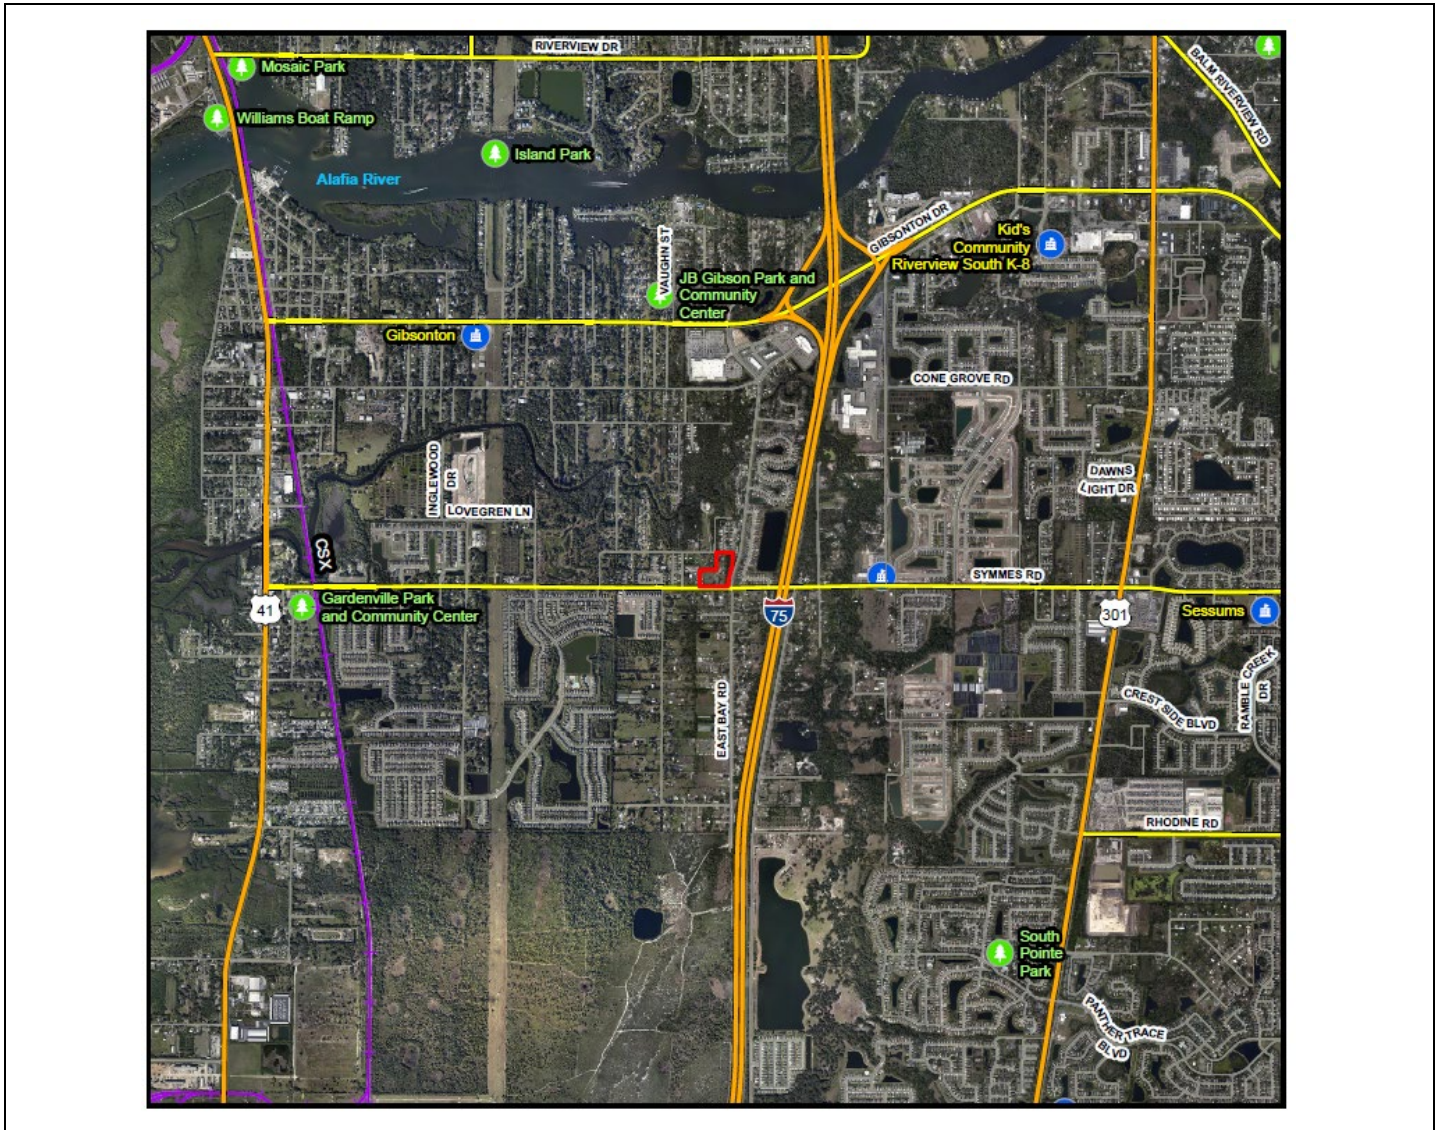 RIVERVIEW DR
BALM RIVERVIEW RD
Mosaic Park
Williams Boat Ramp
Island Park
Alafia River
GIBSONTON DR
VAUGHN ST
Kid's
Community
Riverview South K-8
JB Gibson Park and
Community
Center
Gibsonton
CONE GROVE RD
INGLEWOOD
DR
LOVEGREN LN
DAWNS
LIGHT DR
CSX
SYMMES RD
Gardenville Park
and Community Center
41
75
301
Sessums
EAST BAY RD
CREST SIDE BLVD
RAMBLE CREEK
DR
RHODINE RD
South
Pointe
Park
PANTHER TRACE
BLVD